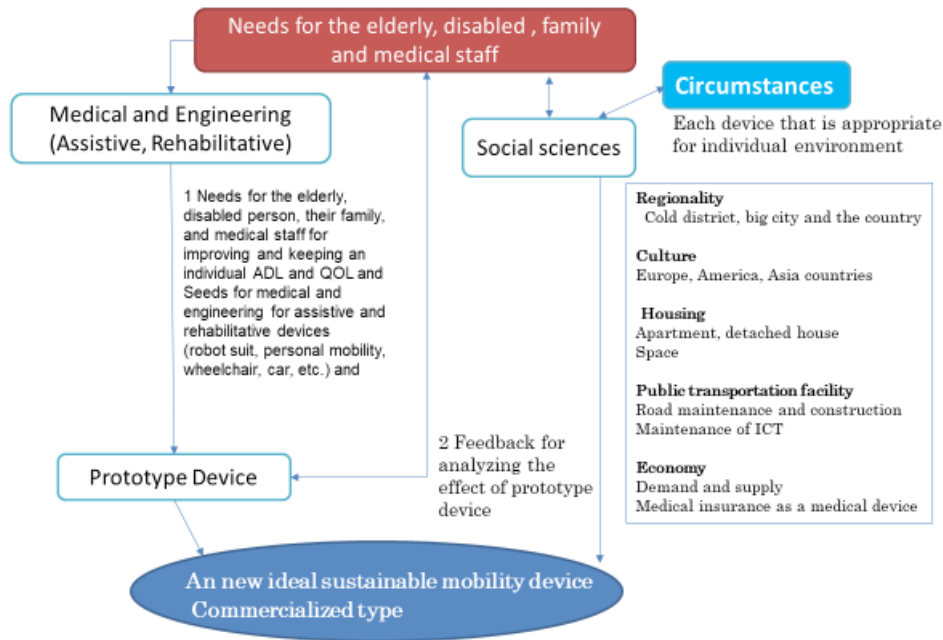 Needs for the elderly, disabled , family
and medical staff
Medical and Engineering
(Assistive, Rehabilitative)
Social sciences
Circumstances
Each device that is appropriate
for individual environment
1 Needs for the elderly,
disabled person, their family,
and medical staff for
improving and keeping an
individual ADL and QOL and
Seeds for medical and
engineering for assistive and
rehabilitative devices
(robot suit, personal mobility,
wheelchair, car, etc.) and
Regionality
Cold district, big city and the country
Culture
Europe, America, Asia countries
Housing
Apartment, detached house
Space
Public transportation facility
Road maintenance and construction
Maintenance of ICT
Economy
Demand and supply
Medical insurance as a medical device
2 Feedback for
analyzing the
effect of prototype
device
Prototype Device
An new ideal sustainable mobility device
Commercialized type